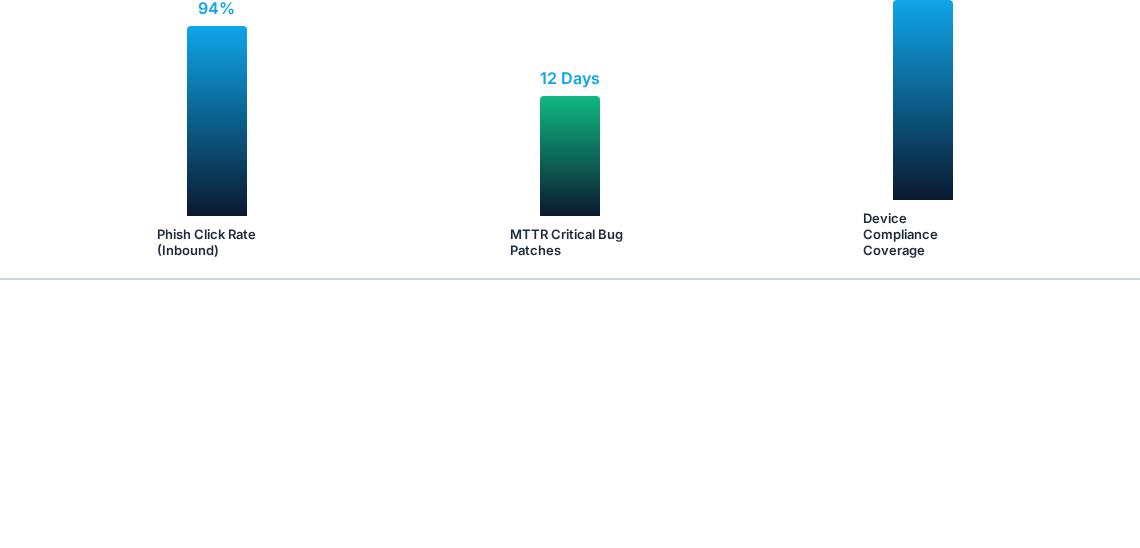 94%
12 Days
Phish Click Rate
(Inbound)
MTTR Critical Bug
Patches
Device
Compliance
Coverage